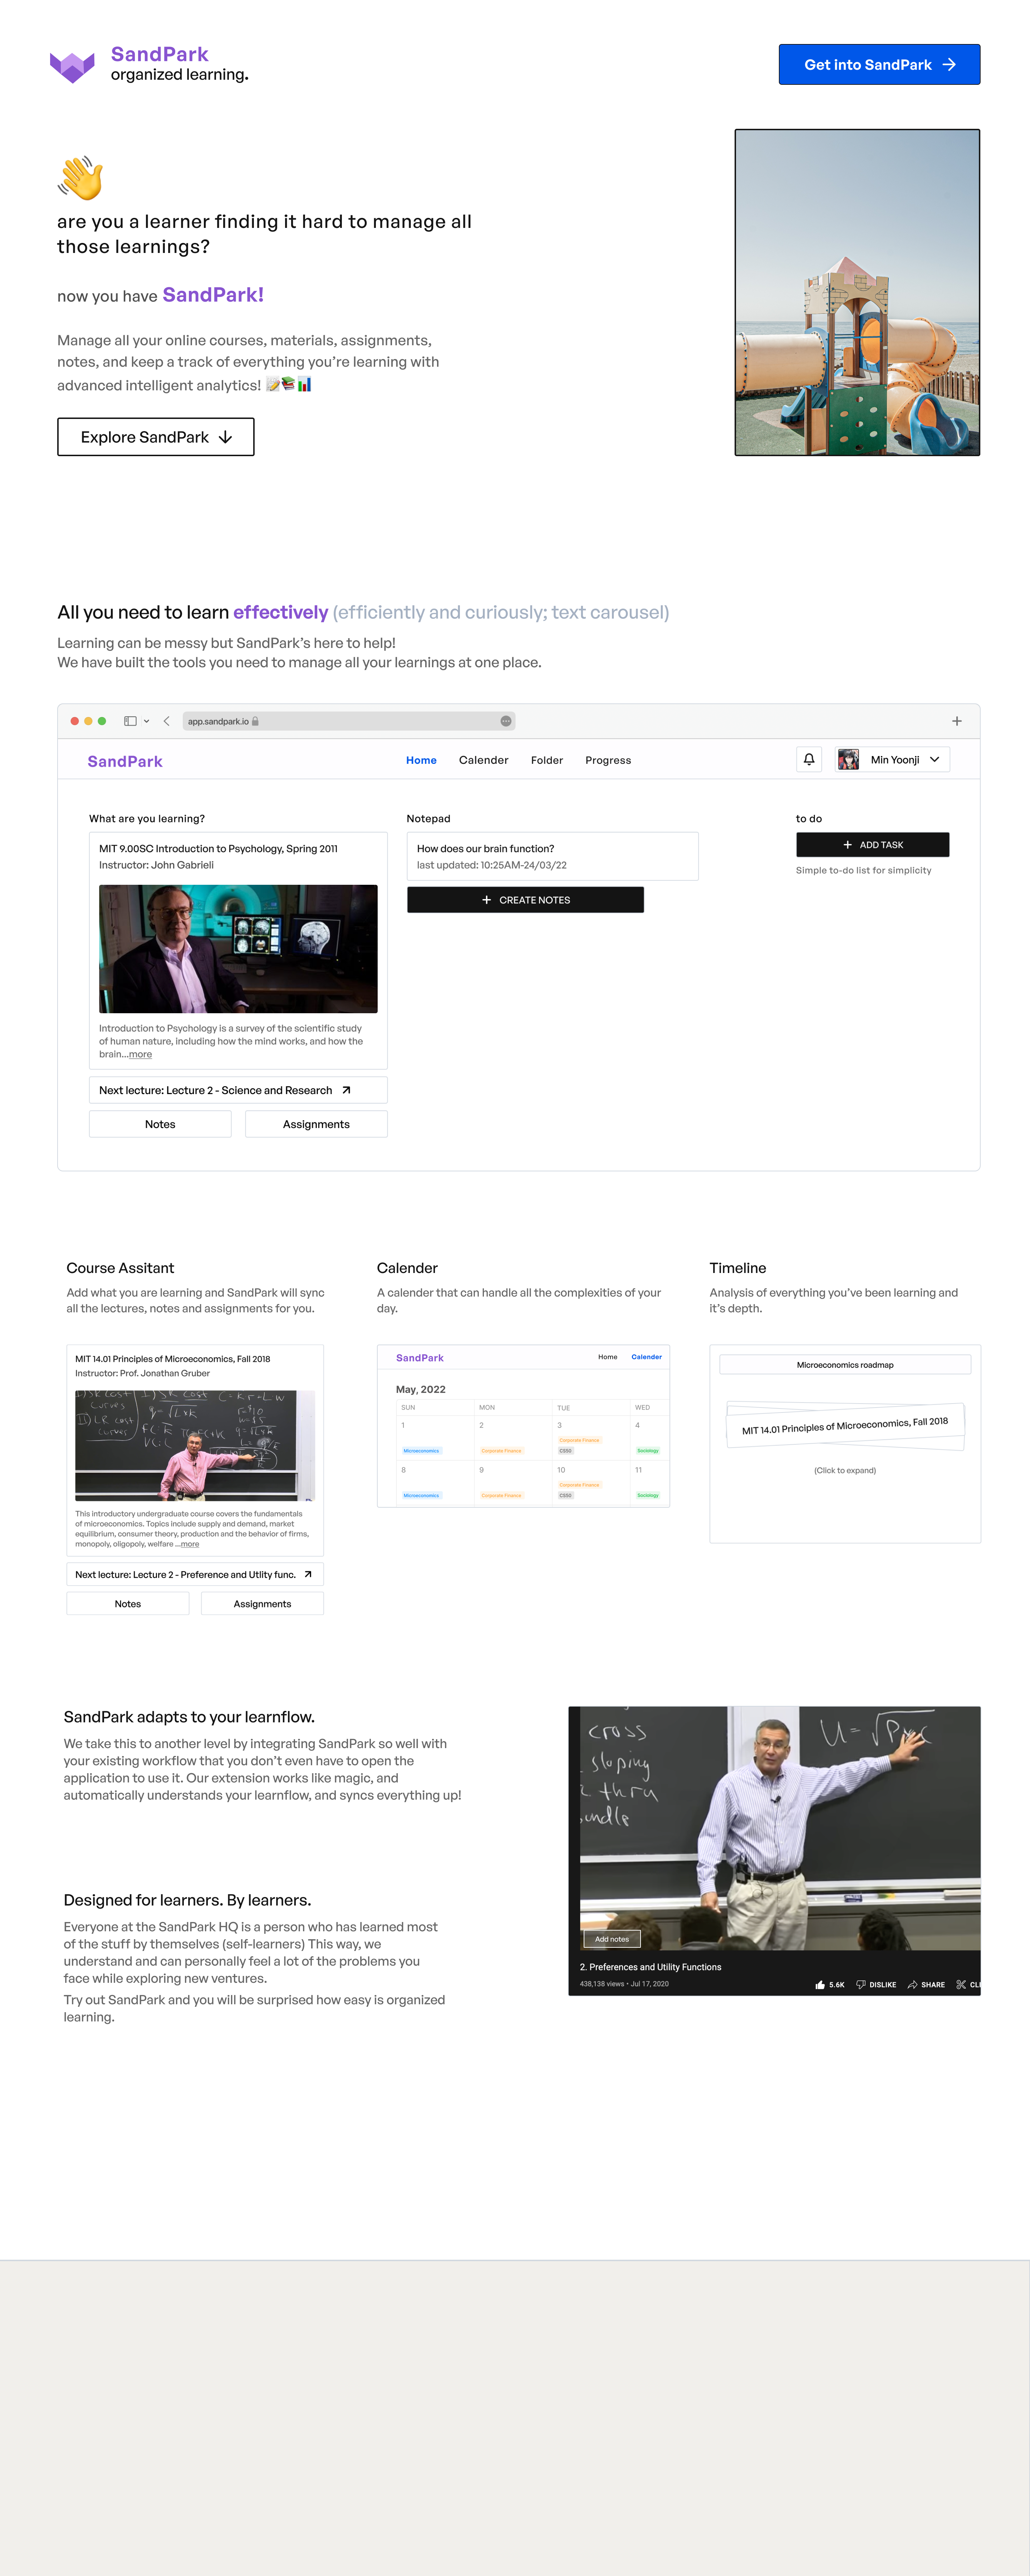 SandPark
organized learning.
Get into SandPark
are you a learner finding it hard to manage all
those learnings?
now you have SandPark!
Manage all your online courses, materials, assignments,
notes, and keep a track of everything you’re learning with
advanced intelligent analytics!
Explore SandPark
All you need to learn effectively (efficiently and curiously; text carousel)
Learning can be messy but SandPark’s here to help!
We have built the tools you need to manage all your learnings at one place.
app.sandpark.io
SandPark
Home
Calender
Folder
Progress
Min Yoonji
What are you learning?
MIT 9.00SC Introduction to Psychology, Spring 2011
Instructor: John Gabrieli
Introduction to Psychology is a survey of the scientific study
of human nature, including how the mind works, and how the
brain...more
Next lecture: Lecture 2 - Science and Research
Notes
Assignments
Notepad
How does our brain function?
last updated: 10:25AM-24/03/22
CREATE NOTES
to do
ADD TASK
Simple to-do list for simplicity
Course Assitant
Add what you are learning and SandPark will sync
all the lectures, notes and assignments for you.
MIT 14.01 Principles of Microeconomics, Fall 2018
Instructor: Prof. Jonathan Gruber
This introductory undergraduate course covers the fundamentals
of microeconomics. Topics include supply and demand, market
equilibrium, consumer theory, production and the behavior of firms,
monopoly, oligopoly, welfare ...more
Next lecture: Lecture 2 - Preference and Utlity func.
Notes
Assignments
Calender
A calender that can handle all the complexities of your
day.
SandPark
Home
Calender
May, 2022
SUN
MON
TUE
WED
1
2
3
4
Microeconomics
Corporate Finance
Corporate Finance
CS50
Sociology
8
9
10
11
Microeconomics
Corporate Finance
Corporate Finance
CS50
Sociology
Timeline
Analysis of everything you’ve been learning and
it’s depth.
Microeconomics roadmap
MIT 14.01 Principles of Microeconomics, Fall 2018
(Click to expand)
SandPark adapts to your learnflow.
We take this to another level by integrating SandPark so well with
your existing workflow that you don’t even have to open the
application to use it. Our extension works like magic, and
automatically understands your learnflow, and syncs everything up!
Designed for learners. By learners.
Everyone at the SandPark HQ is a person who has learned most
of the stuff by themselves (self-learners) This way, we
understand and can personally feel a lot of the problems you
face while exploring new ventures.
Try out SandPark and you will be surprised how easy is organized
learning.
cross
sloping
thru
Add notes
2. Preferences and Utility Functions
438,138 views • Jul 17, 2020
5.6K
DISLIKE
SHARE